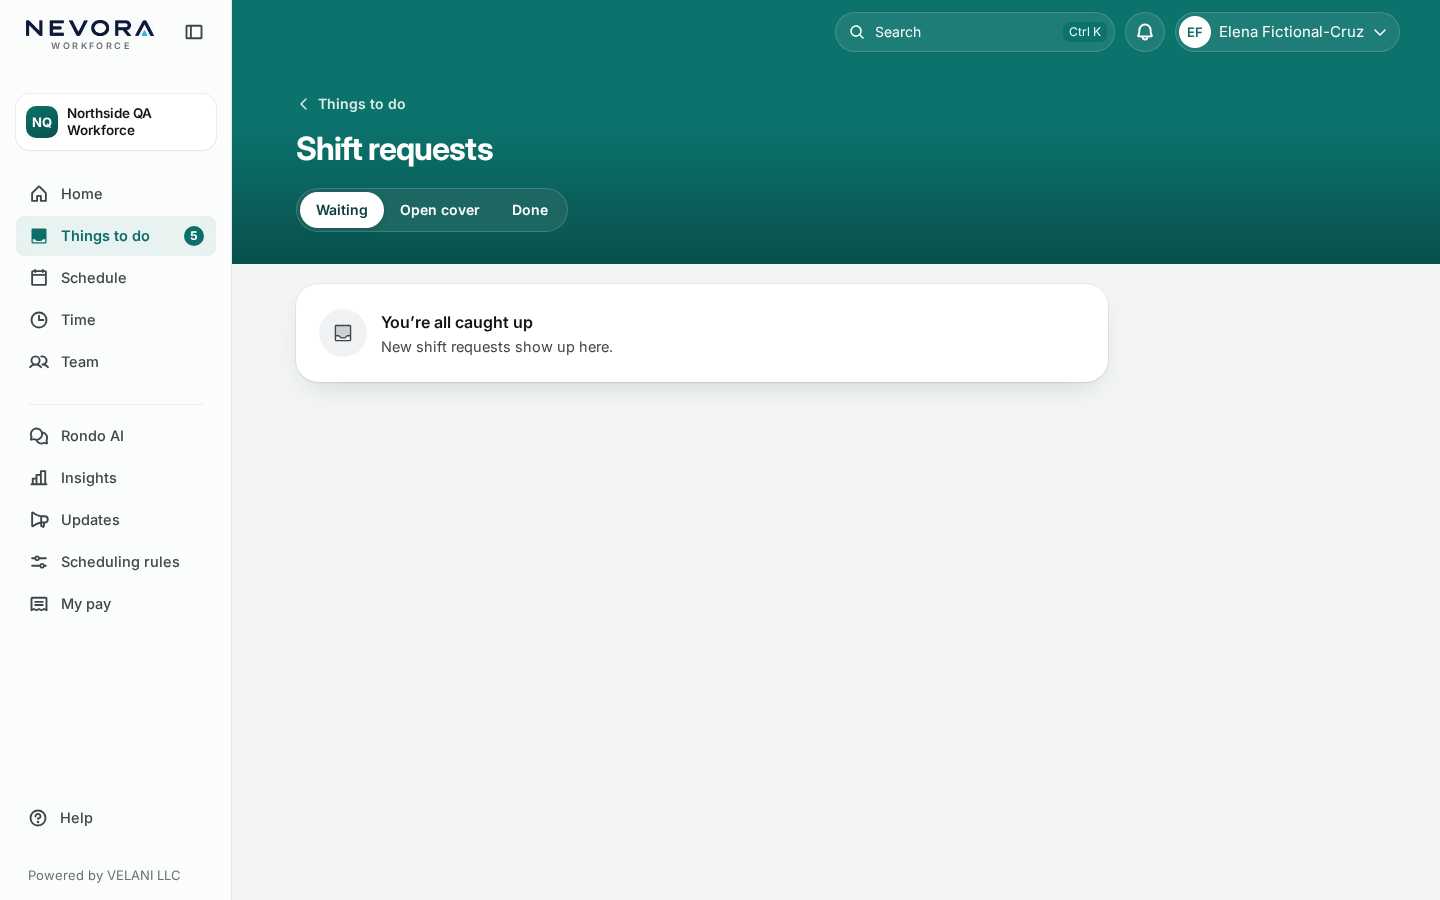 NEVORA
WORKFORCE
Search
Ctrl K
EF
Elena Fictional-Cruz
NQ
Northside QA
Workforce
Home
Things to do
5
Schedule
Time
Team
Rondo AI
Insights
Updates
Scheduling rules
My pay
Help
Powered by VELANI LLC
Things to do
Shift requests
Waiting
Open cover
Done
You’re all caught up
New shift requests show up here.